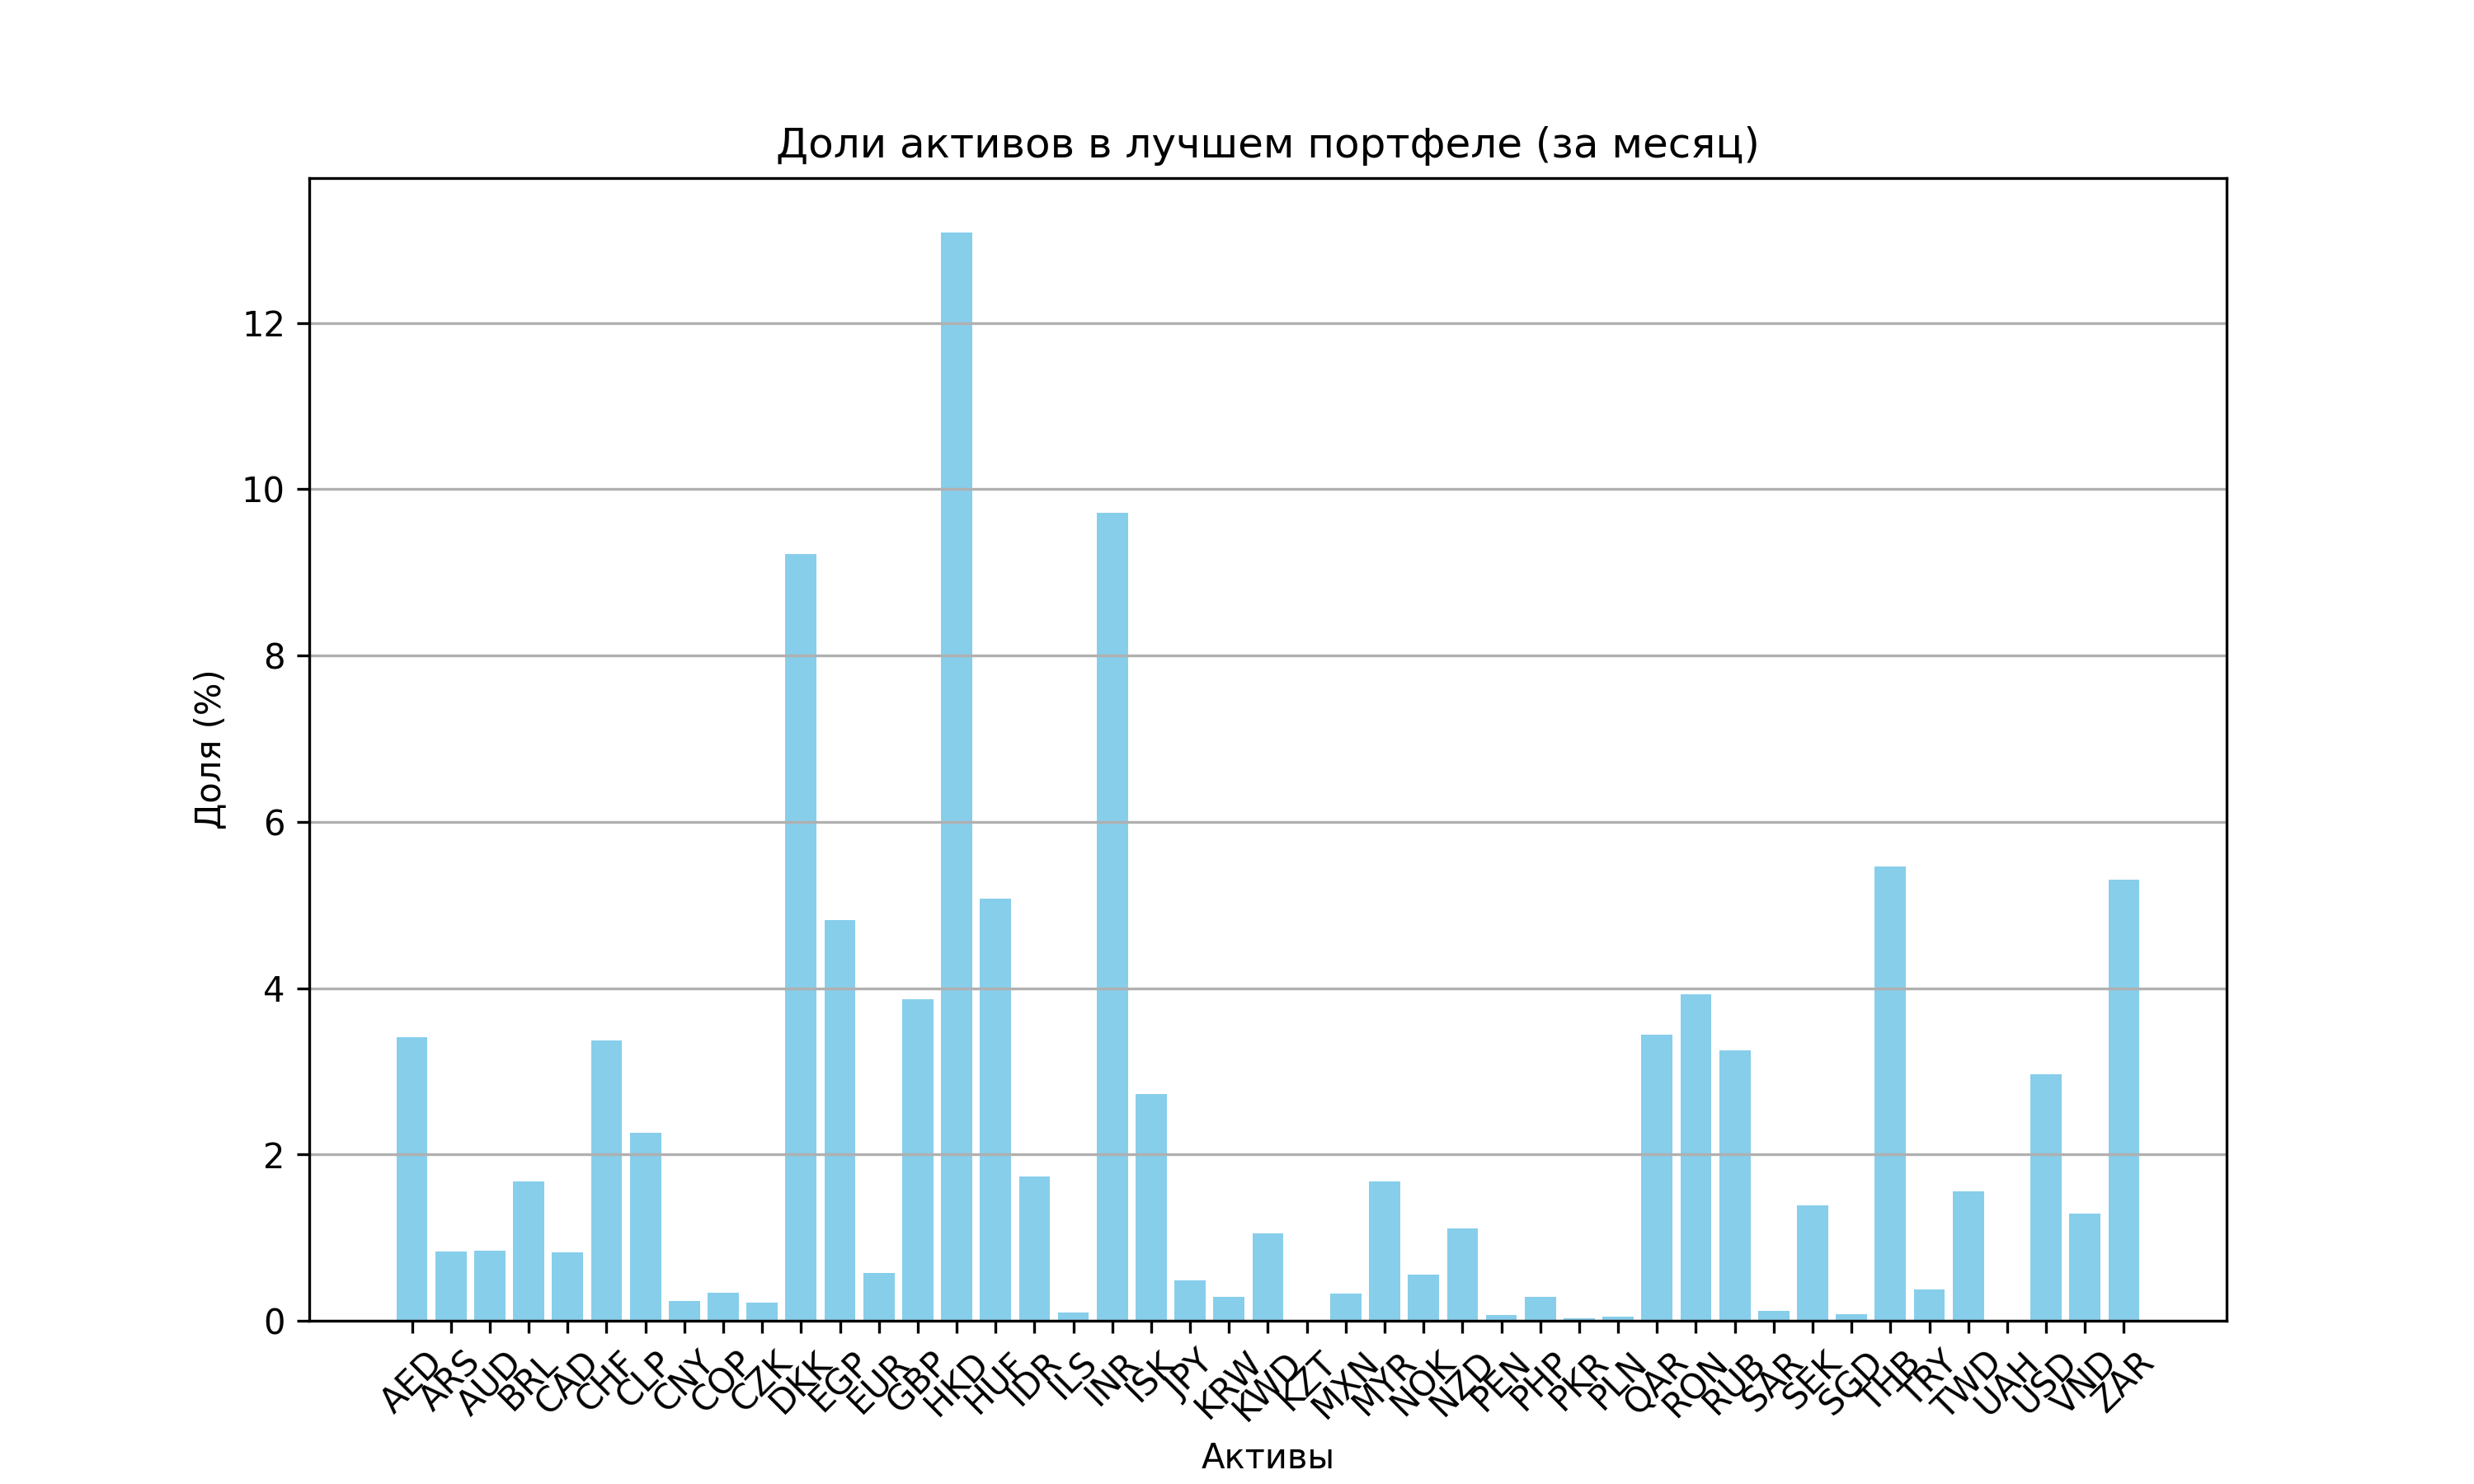 Доли активов в лучшем портфеле (за месяц)
Доля (%)
12
10
8
6
4
2
0
AED ARS AUD BRL CAD CHF CLP CNY COP CZK DKK EGP EUR GBP HKD HUF IDR ILS INR ISK JPY KRW KWD KZT MXN MYR NOK NZD PEN PHP PKR PLN QAR RON RUB SAR SEK SGD THB TRY TWD UAH USD VND ZAR
Активы